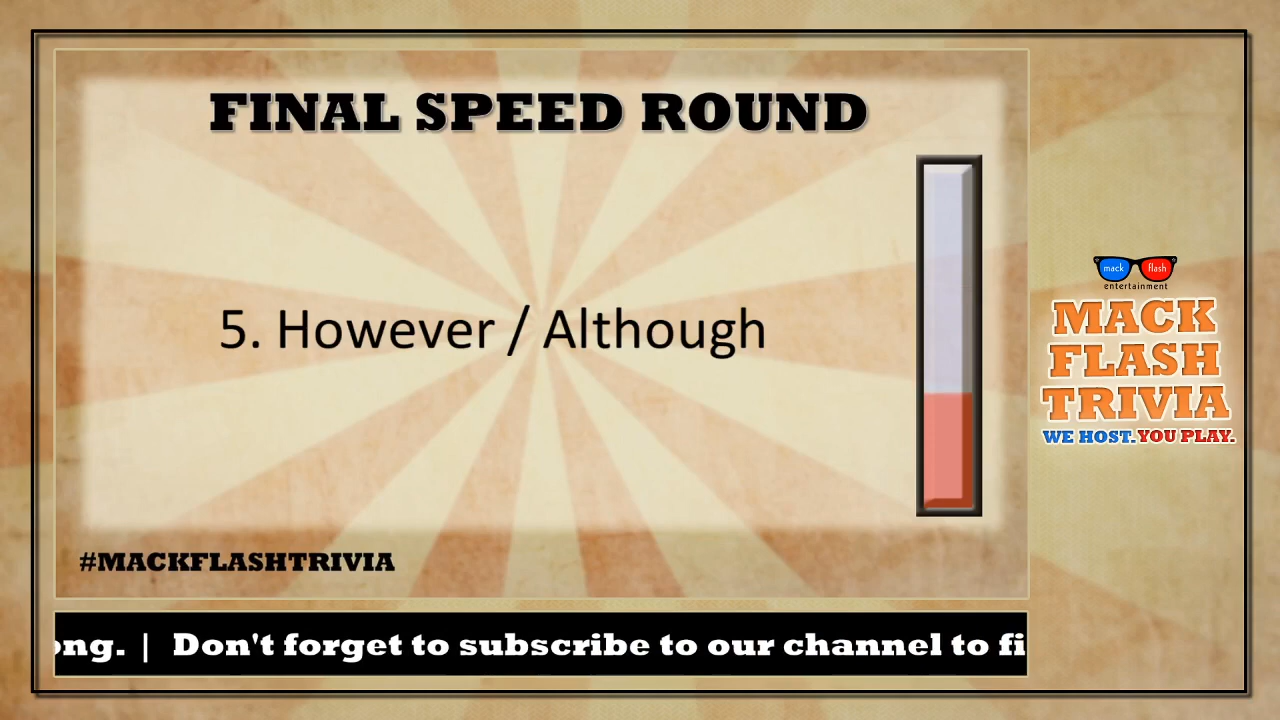 FINAL SPEED ROUND
5. However / Although
mack flash
entertainment
MACK
FLASH
TRIVIA
WE HOST. YOU PLAY.
#MACKFLASHTRIVIA
ong. | Don't forget to subscribe to our channel to fi